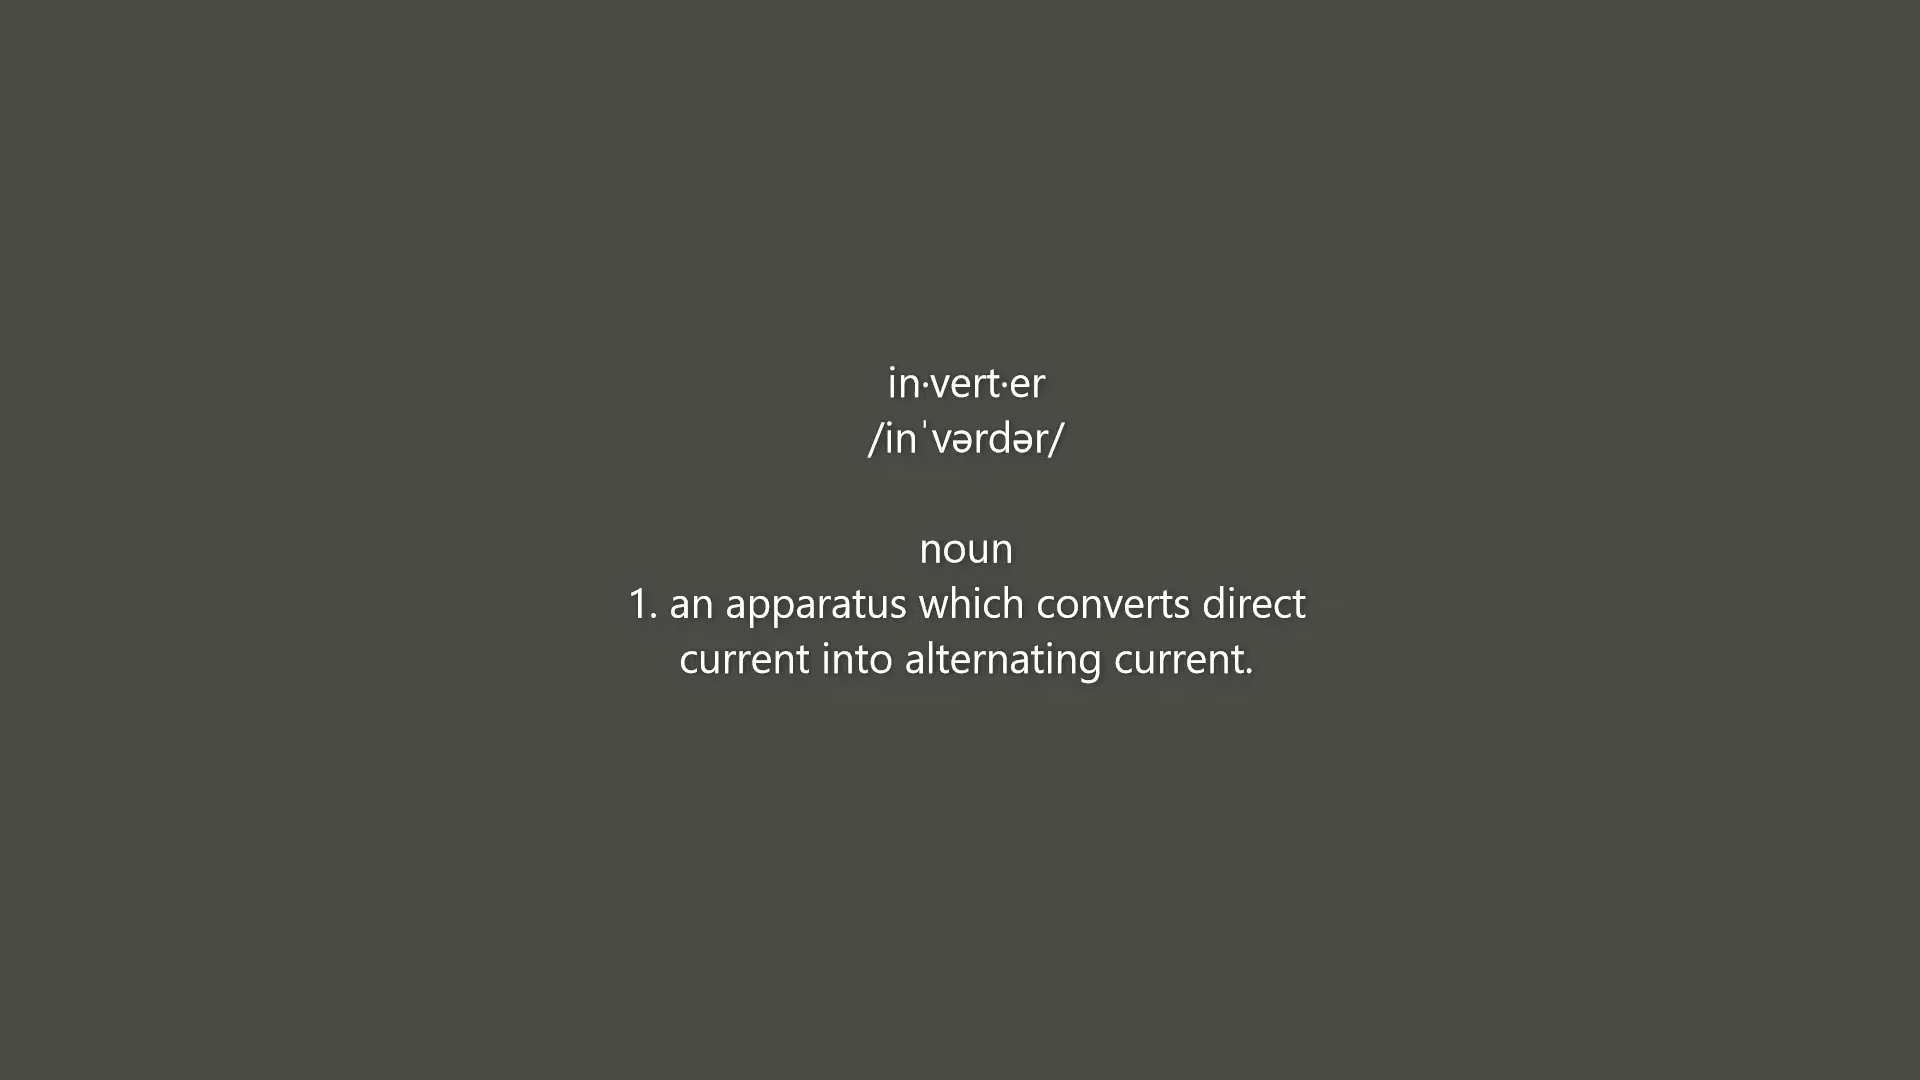 in·vert·er
/inˈvərdər/
noun
1. an apparatus which converts direct
current into alternating current.